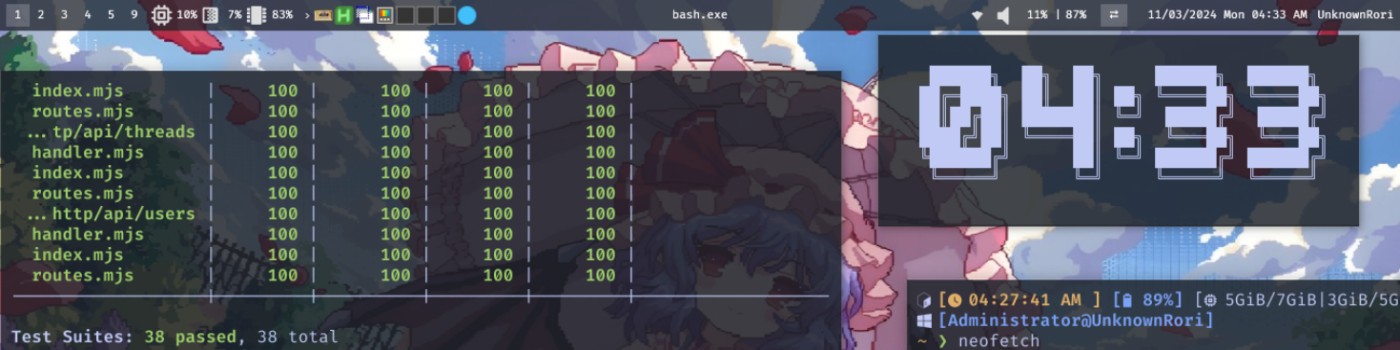 1 2 3 4 5 9 10% 7% 83% › bash.exe 11% | 87% 11/03/2024 Mon 04:33 AM UnknownRori
index.mjs | 100 | 100 | 100 | 100 |
routes.mjs | 100 | 100 | 100 | 100 |
...tp/api/threads | 100 | 100 | 100 | 100 |
handler.mjs | 100 | 100 | 100 | 100 |
index.mjs | 100 | 100 | 100 | 100 |
routes.mjs | 100 | 100 | 100 | 100 |
...http/api/users | 100 | 100 | 100 | 100 |
handler.mjs | 100 | 100 | 100 | 100 |
index.mjs | 100 | 100 | 100 | 100 |
routes.mjs | 100 | 100 | 100 | 100 |
Test Suites: 38 passed, 38 total
04:33
[ 04:27:41 AM ] [ 89%] [ 5GiB/7GiB|3GiB/5G
[Administrator@UnknownRori]
~ ❯ neofetch